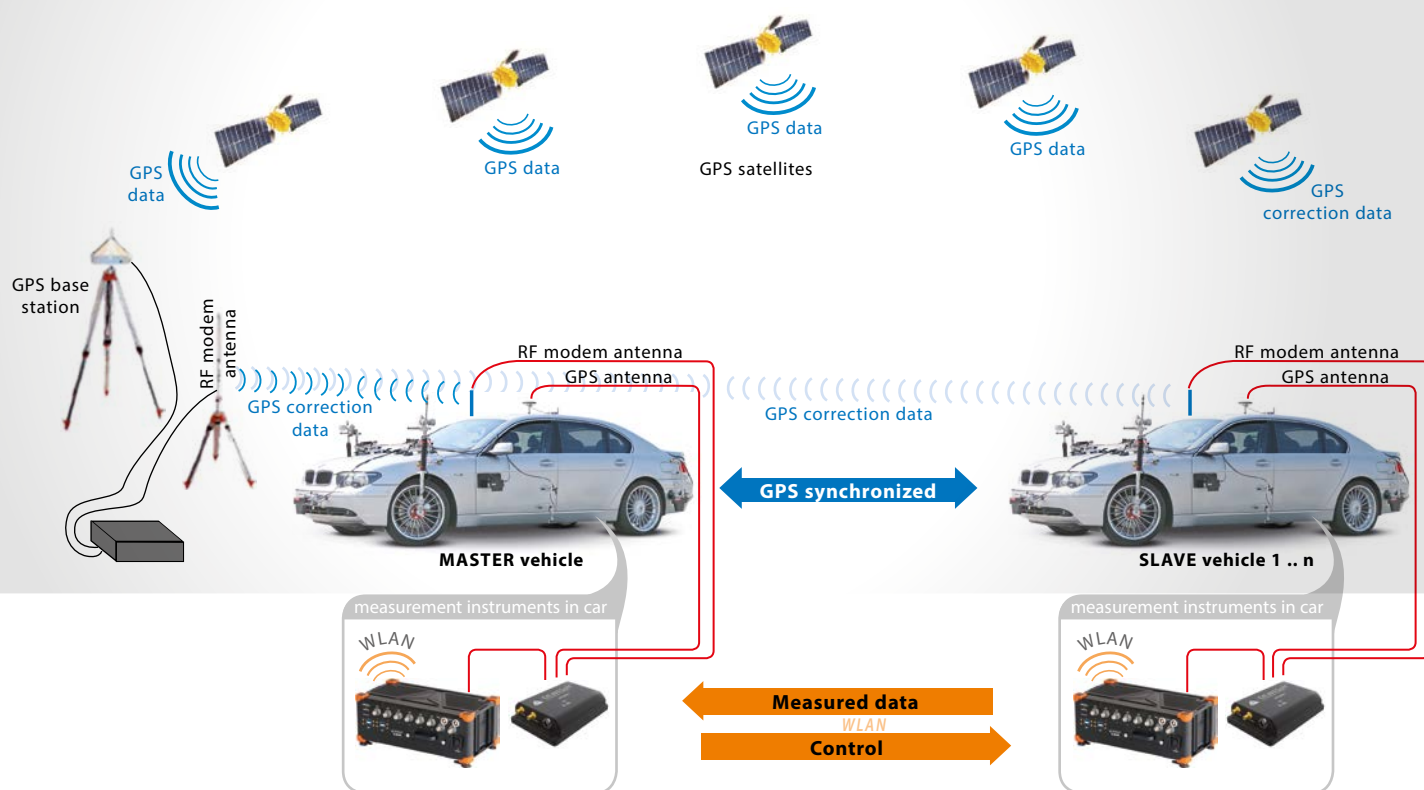 GPS data
GPS data
GPS data
GPS
data
GPS data
GPS satellites
GPS
correction data
GPS base
station
RF modem
antenna
RF modem antenna
GPS antenna
GPS correction
data
GPS correction data
RF modem antenna
GPS antenna
GPS synchronized
MASTER vehicle
SLAVE vehicle 1 .. n
measurement instruments in car
measurement instruments in car
WLAN
WLAN
Measured data
WLAN
Control